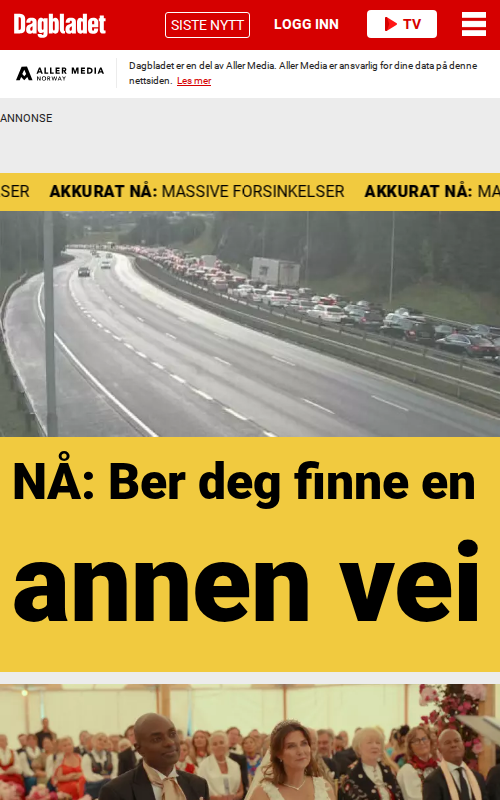 Dagbladet
SISTE NYTT
LOGG INN
TV
ALLER MEDIA
NORWAY
Dagbladet er en del av Aller Media. Aller Media er ansvarlig for dine data på denne
nettsiden. Les mer
ANNONSE
SER AKKURAT NÅ: MASSIVE FORSINKELSER AKKURAT NÅ: MA
NÅ: Ber deg finne en
annen vei